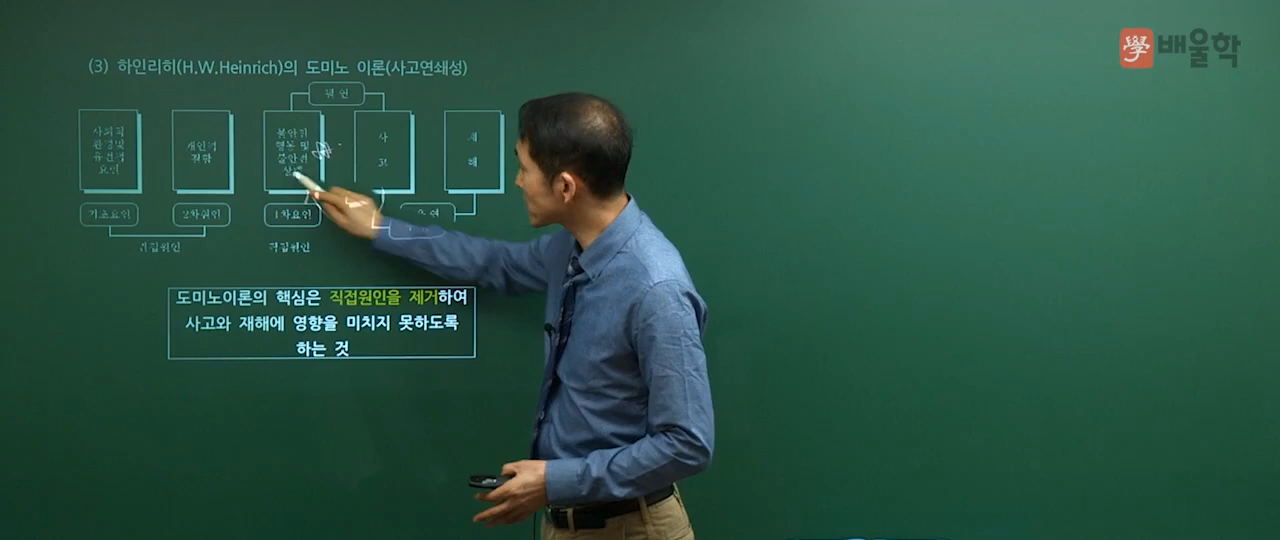 學 배울학
(3) 하인리히(H.W.Heinrich)의 도미노 이론(사고연쇄성)
필연
사회적
환경및
유전적
요인
개인적
결함
불안전
행동 및
불안전
상태
사
고
재
해
기초요인
2차원인
1차요인
우연
간접원인
직접원인
도미노이론의 핵심은 직접원인을 제거하여
사고와 재해에 영향을 미치지 못하도록
하는 것